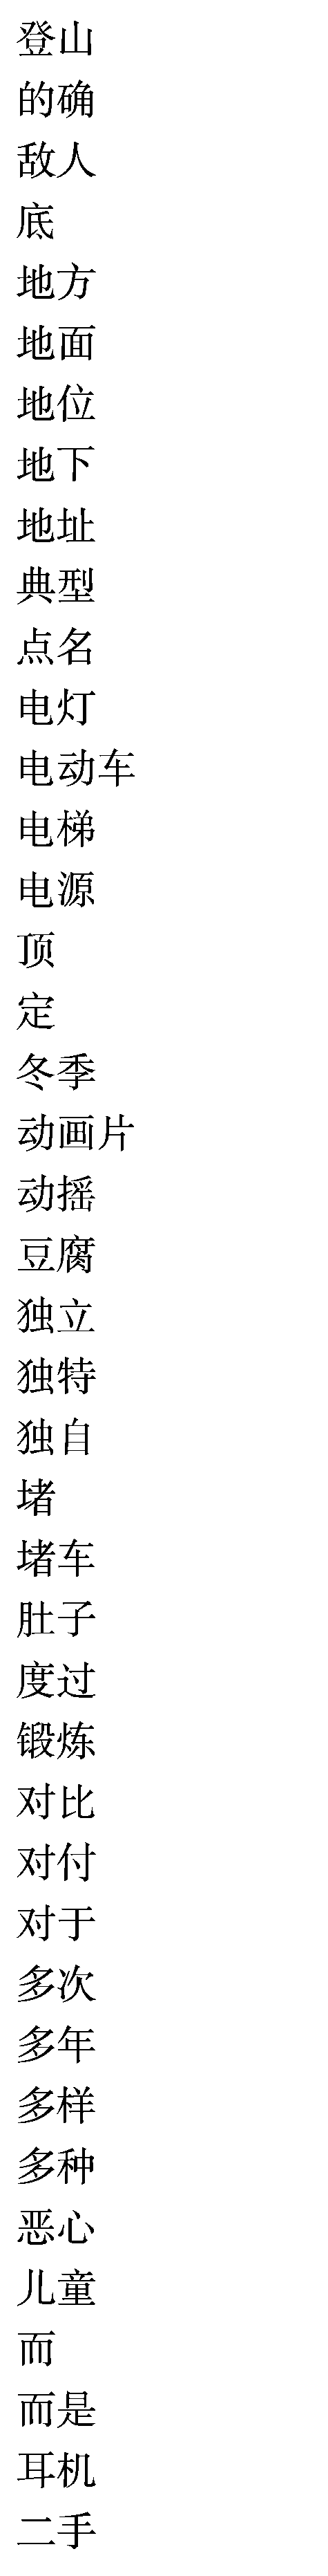 登山
的确
敌人
底
地方
地面
地位
地下
地址
典型
点名
电灯
电动车
电梯
电源
顶
定
冬季
动画片
动摇
豆腐
独立
独特
独自
堵
堵车
肚子
度过
锻炼
对比
对付
对于
多次
多年
多样
多种
恶心
儿童
而
而是
耳机
二手